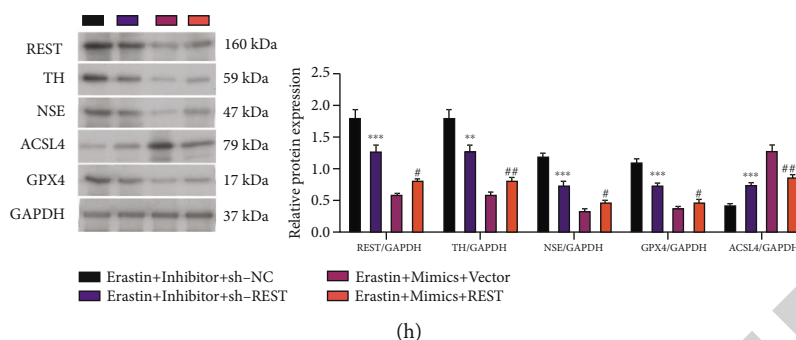 REST 160 kDa
TH 59 kDa
NSE 47 kDa
ACSL4 79 kDa
GPX4 17 kDa
GAPDH 37 kDa
Relative protein expression
2.5
2.0
1.5
1.0
0.5
0.0
*** # ** ## *** # *** # *** ##
REST/GAPDH TH/GAPDH NSE/GAPDH GPX4/GAPDH ACSL4/GAPDH
Erastin+Inhibitor+sh–NC Erastin+Mimics+Vector
Erastin+Inhibitor+sh–REST Erastin+Mimics+REST
(h)